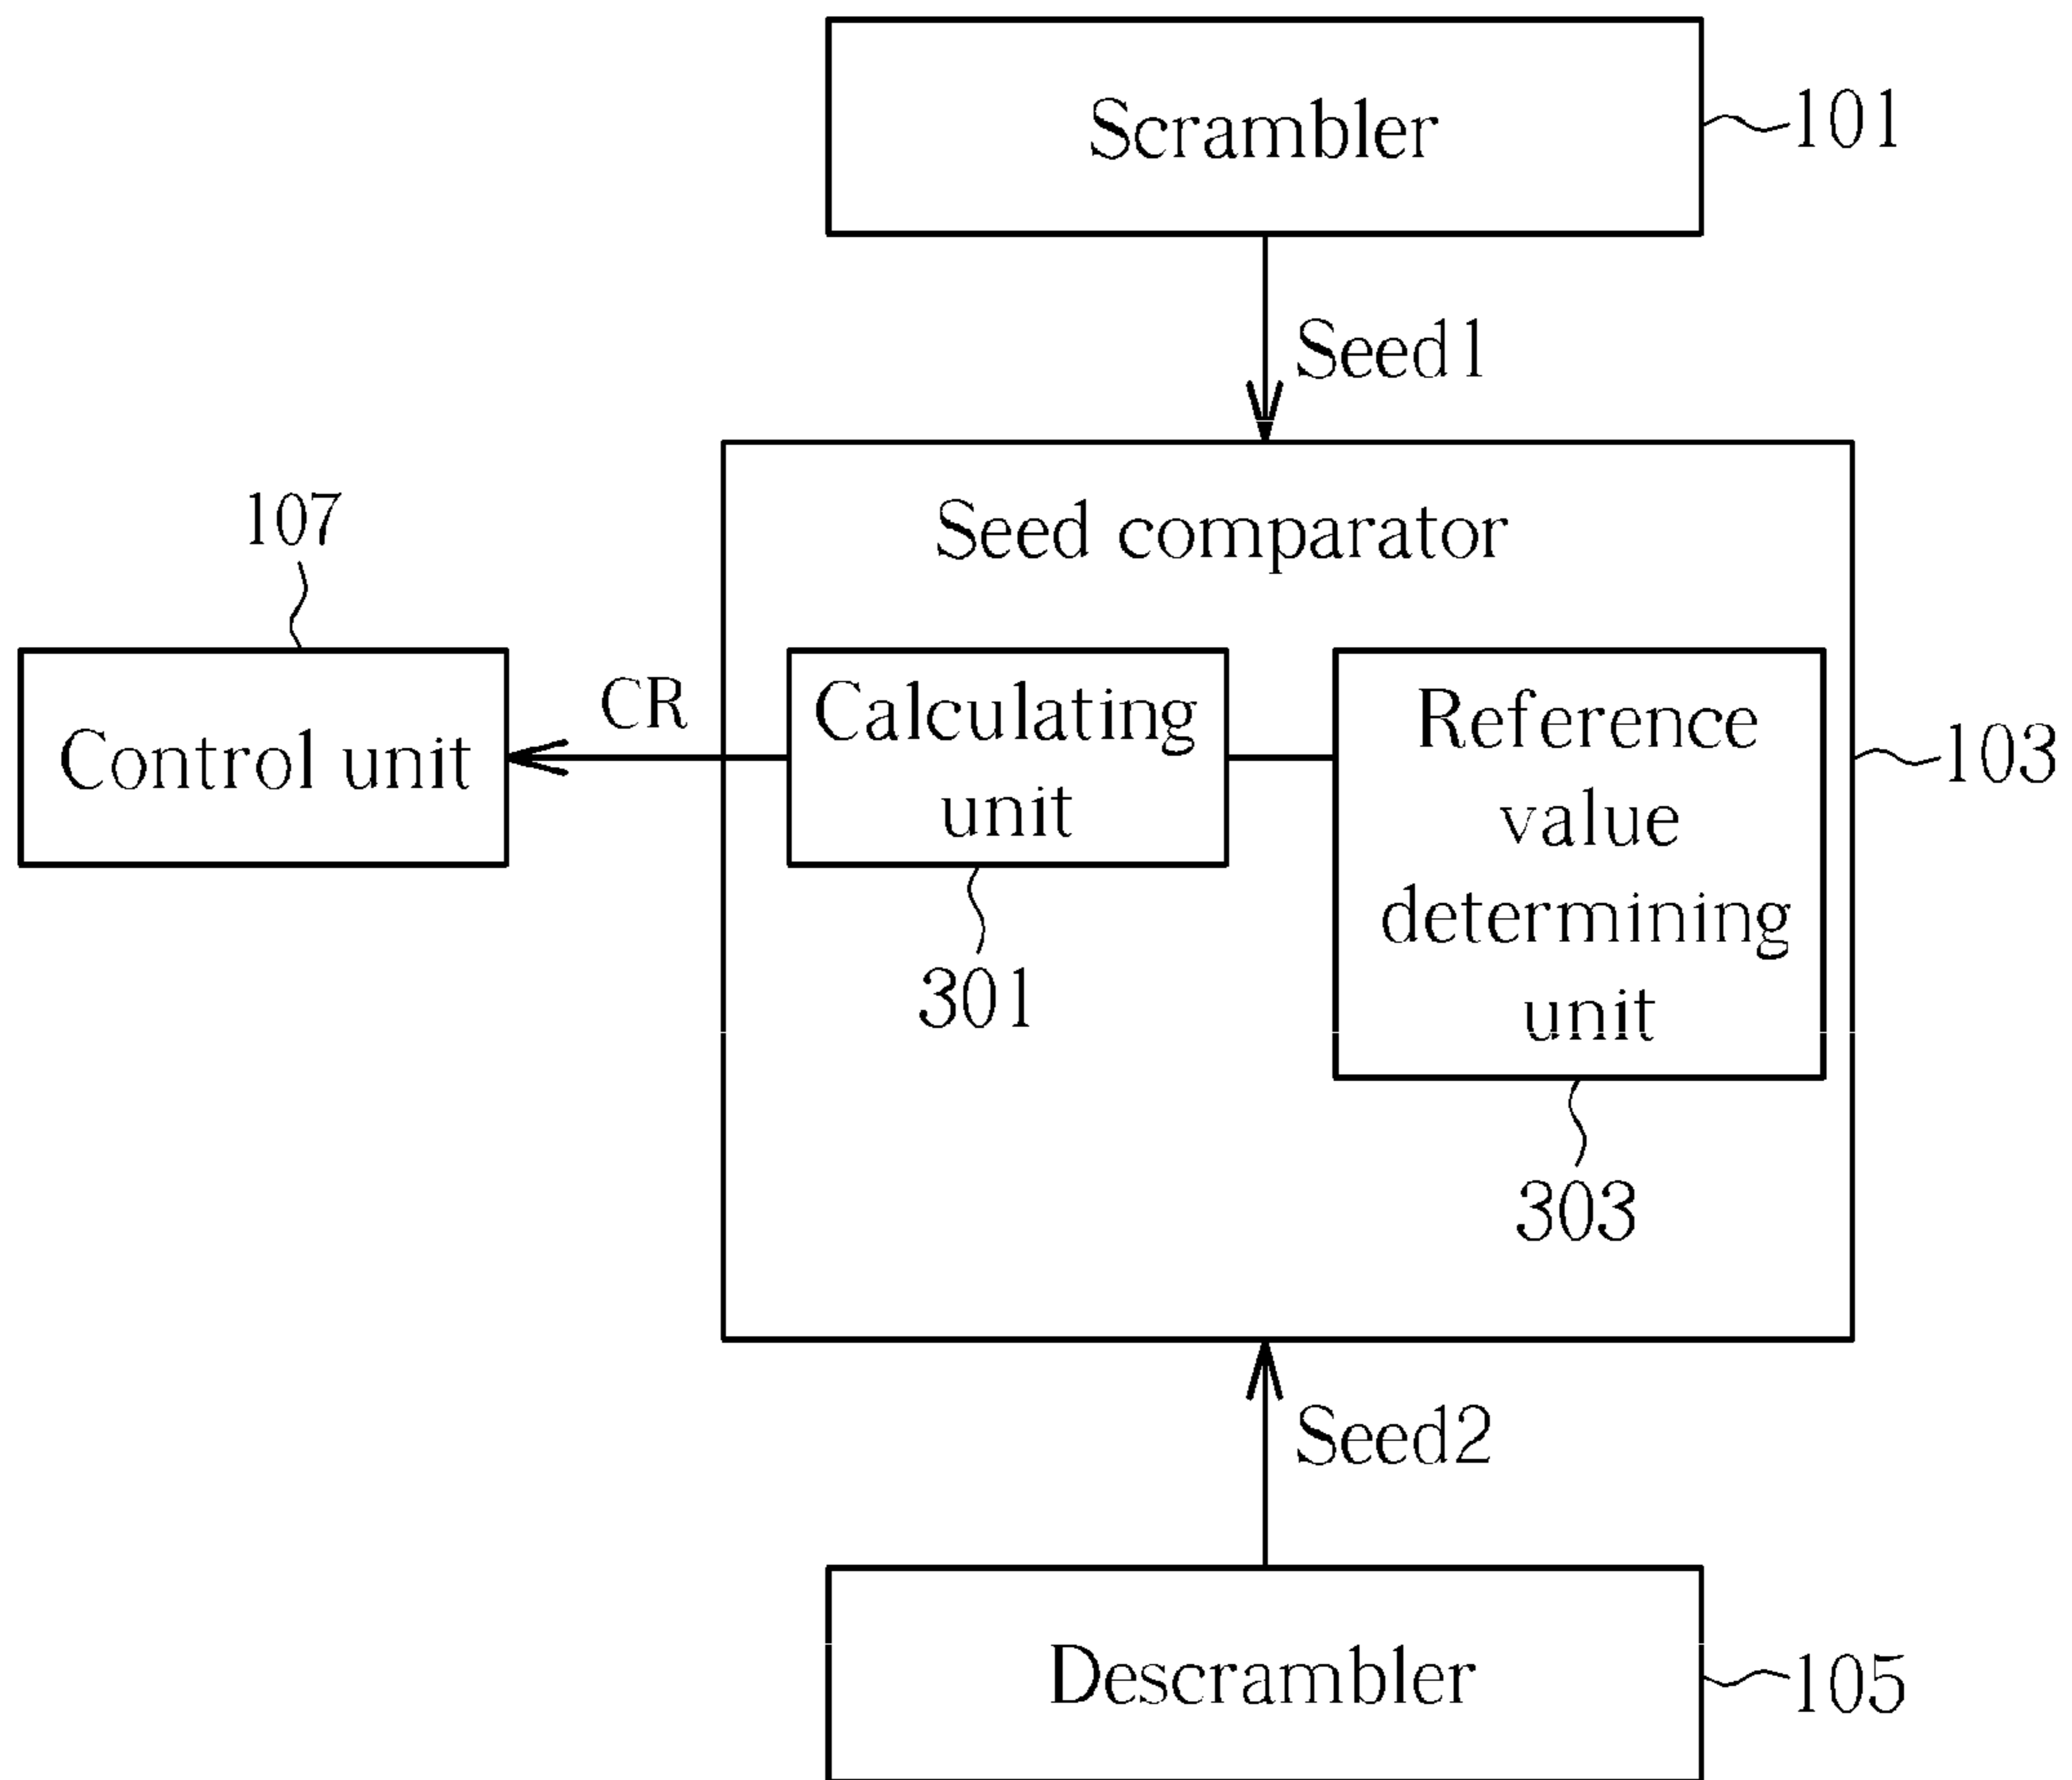 Scrambler
101
Seed1
Seed comparator
107
Control unit
CR
Calculating
unit
301
Reference
value
determining
unit
303
103
Seed2
Descrambler
105